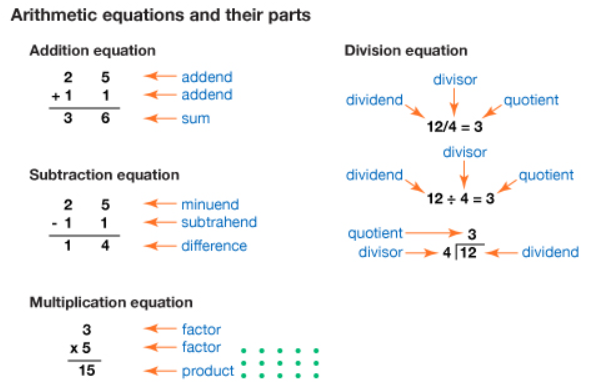 Arithmetic equations and their parts
Addition equation
2 5 addend
+ 1 1 addend
3 6 sum
Subtraction equation
2 5 minuend
- 1 1 subtrahend
1 4 difference
Multiplication equation
3 factor
x 5 factor
15 product
Division equation
divisor
dividend quotient
12/4 = 3
divisor
dividend quotient
12 ÷ 4 = 3
quotient 3
divisor 4 12 dividend